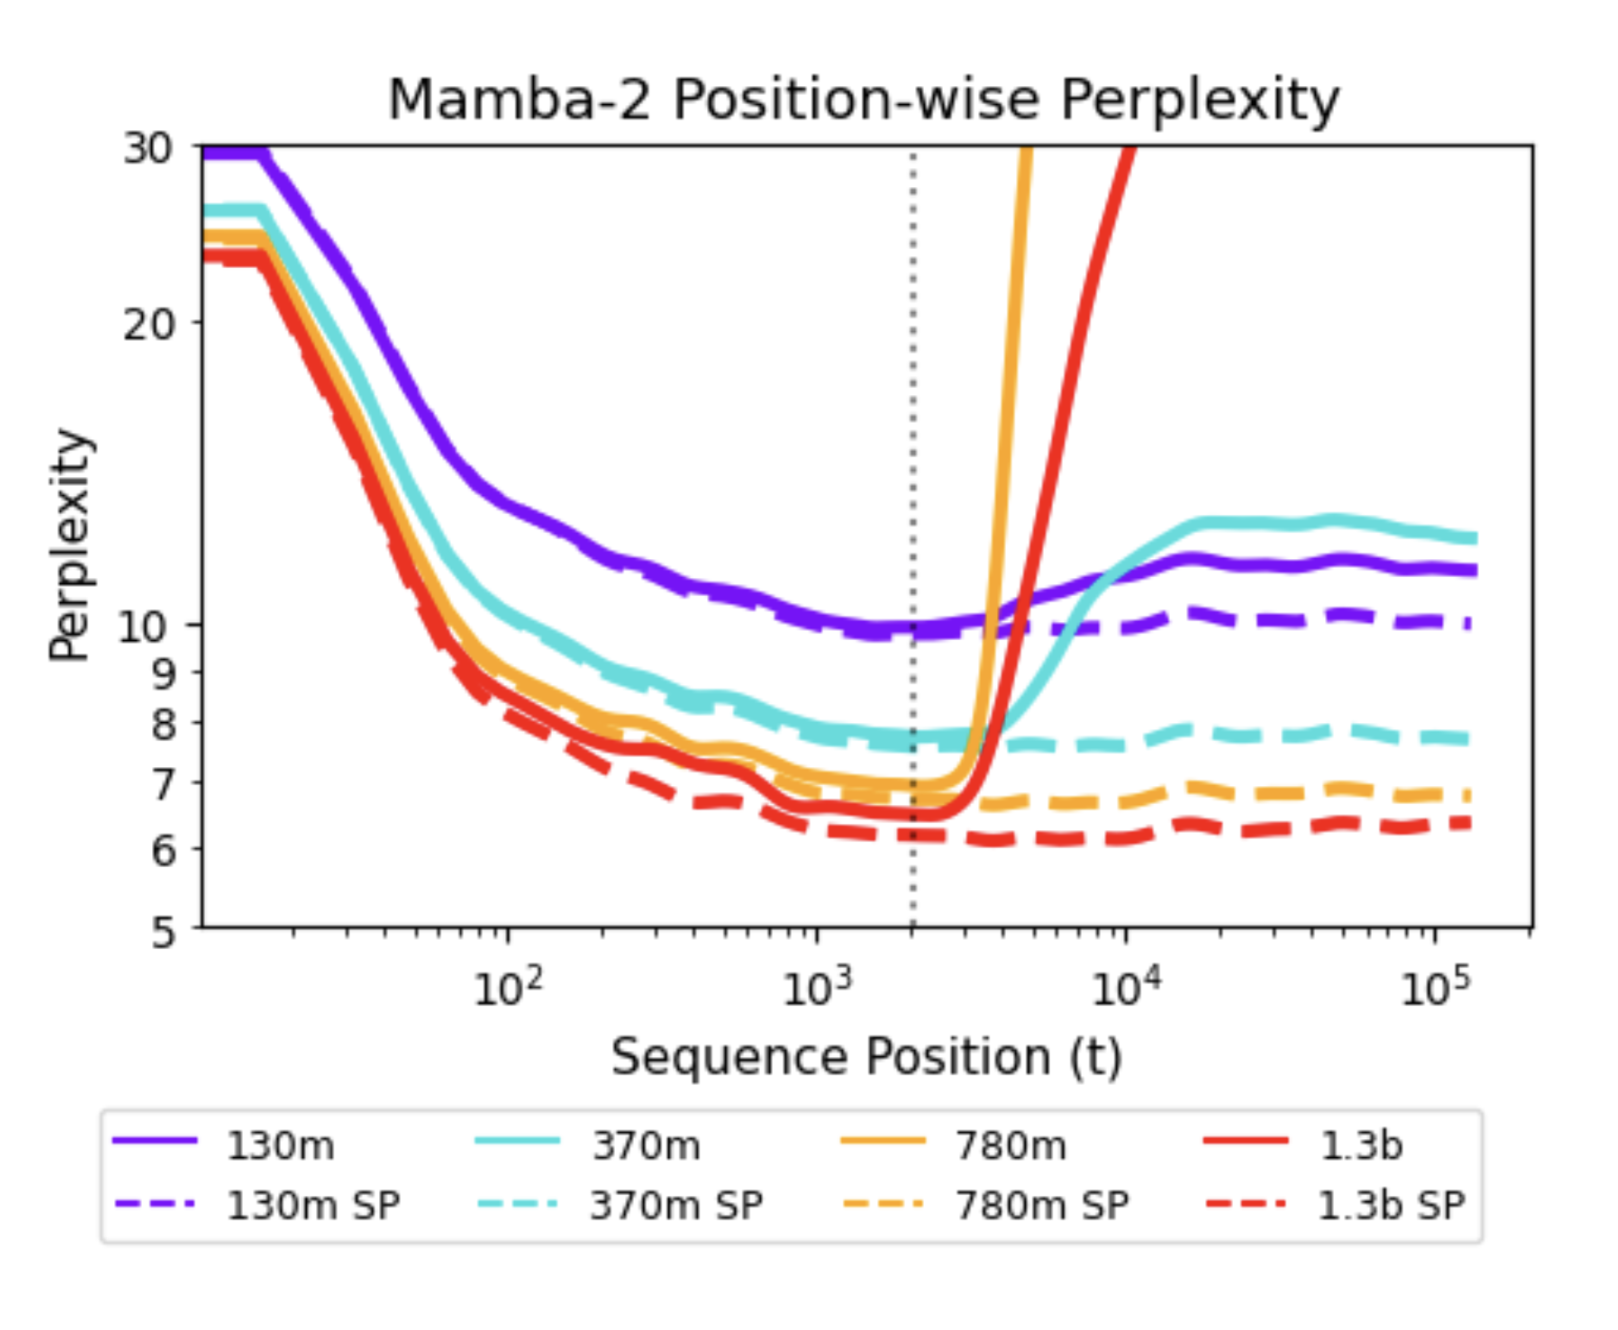 Mamba-2 Position-wise Perplexity
30
20
10
9
8
7
6
5
Perplexity
10² 10³ 10⁴ 10⁵
Sequence Position (t)
130m 370m 780m 1.3b
130m SP 370m SP 780m SP 1.3b SP